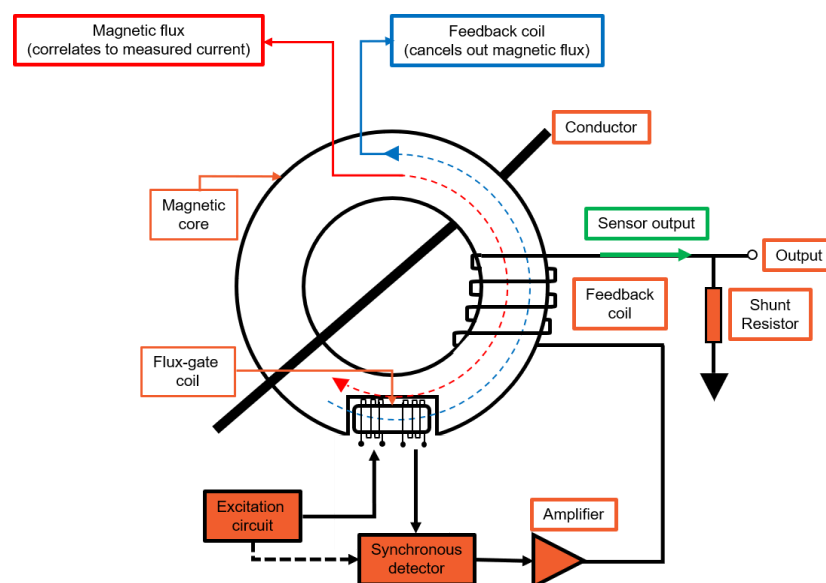 Magnetic flux
(correlates to measured current)
Feedback coil
(cancels out magnetic flux)
Conductor
Magnetic
core
Sensor output
Output
Feedback
coil
Shunt
Resistor
Flux-gate
coil
Excitation
circuit
Amplifier
Synchronous
detector